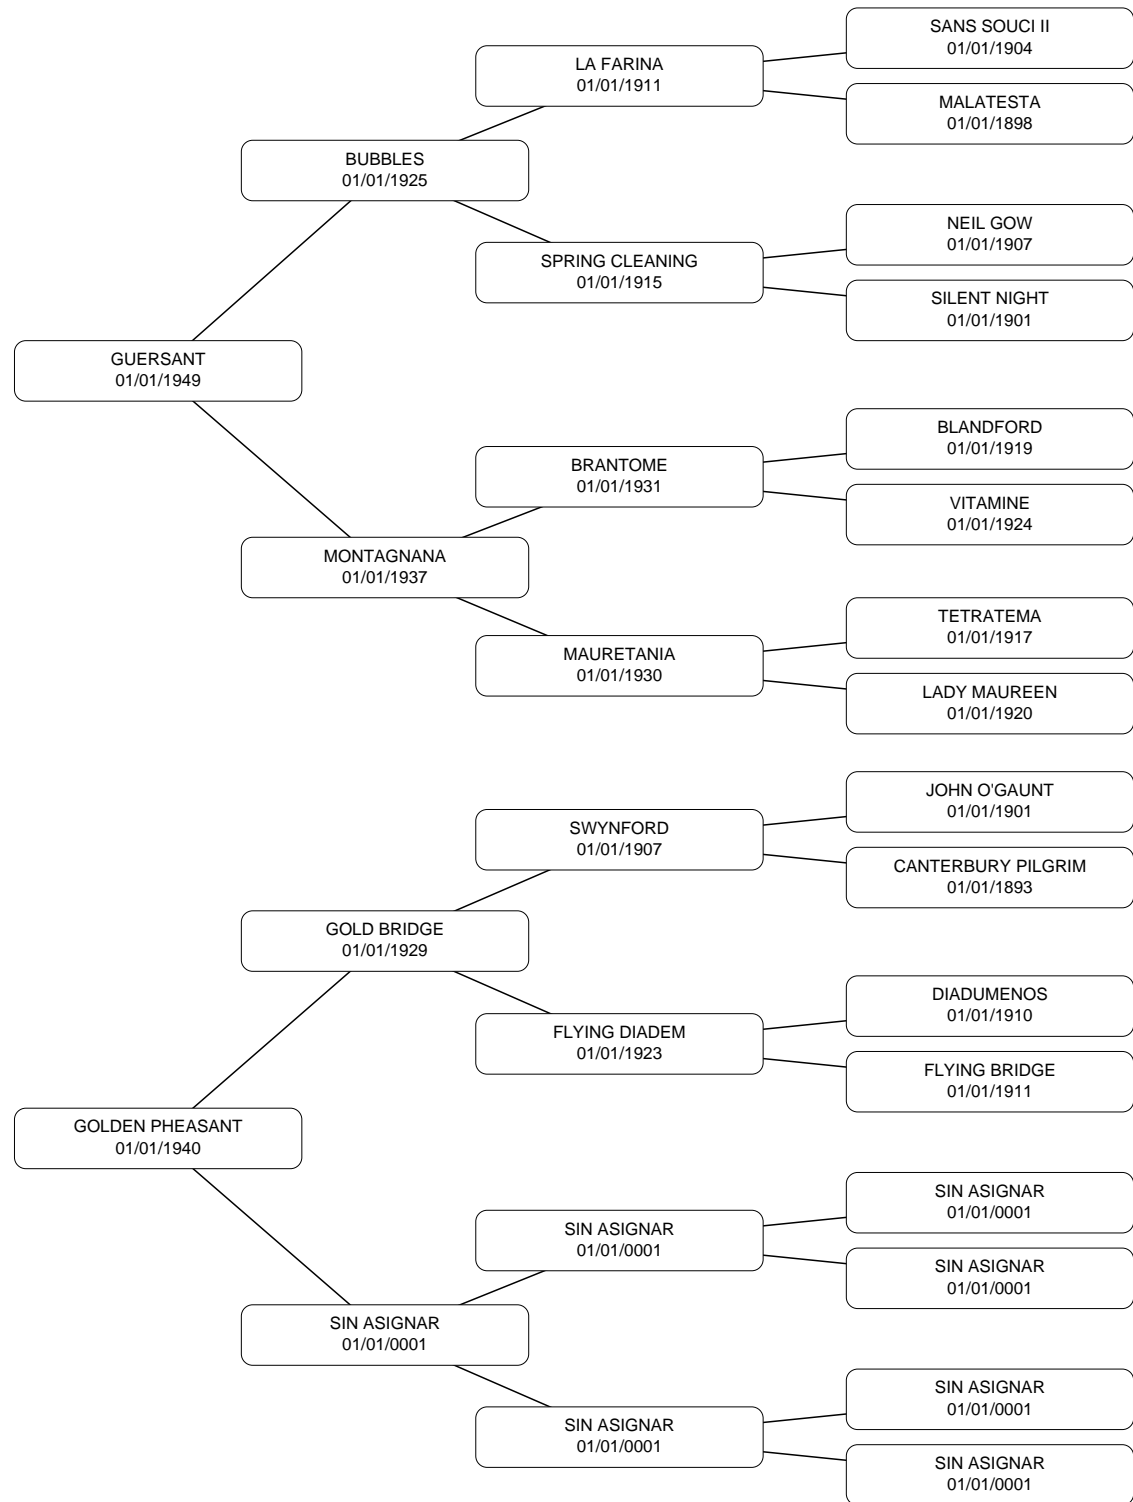 SANS SOUCI II
01/01/1904
LA FARINA
01/01/1911
MALATESTA
01/01/1898
BUBBLES
01/01/1925
NEIL GOW
01/01/1907
SPRING CLEANING
01/01/1915
SILENT NIGHT
01/01/1901
GUERSANT
01/01/1949
BLANDFORD
01/01/1919
BRANTOME
01/01/1931
VITAMINE
01/01/1924
MONTAGNANA
01/01/1937
TETRATEMA
01/01/1917
MAURETANIA
01/01/1930
LADY MAUREEN
01/01/1920
JOHN O'GAUNT
01/01/1901
SWYNFORD
01/01/1907
CANTERBURY PILGRIM
01/01/1893
GOLD BRIDGE
01/01/1929
DIADUMENOS
01/01/1910
FLYING DIADEM
01/01/1923
FLYING BRIDGE
01/01/1911
GOLDEN PHEASANT
01/01/1940
SIN ASIGNAR
01/01/0001
SIN ASIGNAR
01/01/0001
SIN ASIGNAR
01/01/0001
SIN ASIGNAR
01/01/0001
SIN ASIGNAR
01/01/0001
SIN ASIGNAR
01/01/0001
SIN ASIGNAR
01/01/0001